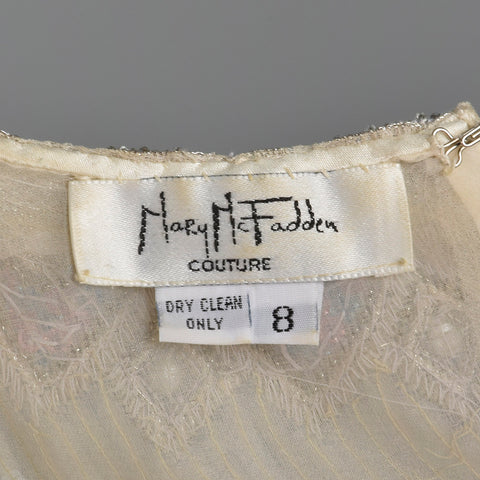 Mary McFadden
COUTURE
DRY CLEAN
ONLY
8